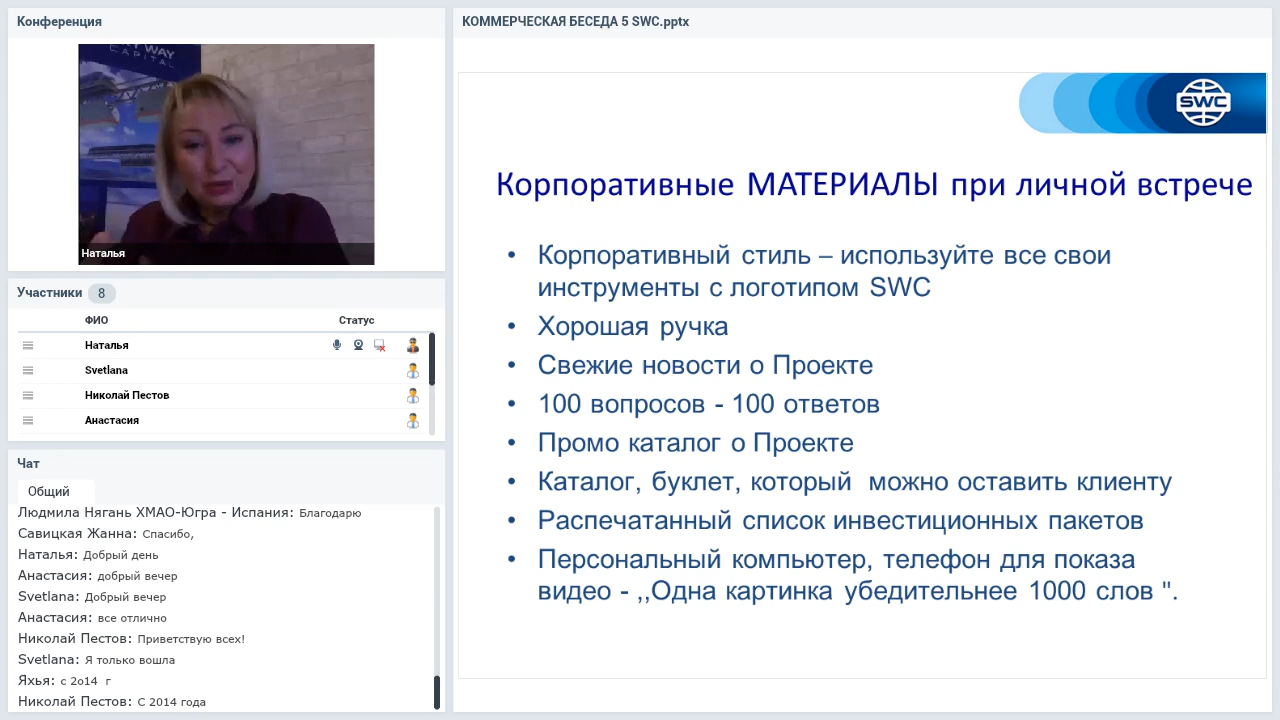 Конференция
SKY WAY
CAPITAL
Наталья
Участники 8
ФИО Статус
Наталья
Svetlana
Николай Пестов
Анастасия
Чат
Общий
Людмила Нягань ХМАО-Югра - Испания: Благодарю
Савицкая Жанна: Спасибо,
Наталья: Добрый день
Анастасия: добрый вечер
Svetlana: Добрый вечер
Анастасия: все отлично
Николай Пестов: Приветствую всех!
Svetlana: Я только вошла
Яхья: с 2о14 г
Николай Пестов: С 2014 года
КОММЕРЧЕСКАЯ БЕСЕДА 5 SWC.pptx
SWC
Корпоративные МАТЕРИАЛЫ при личной встрече
• Корпоративный стиль – используйте все свои
инструменты с логотипом SWC
• Хорошая ручка
• Свежие новости о Проекте
• 100 вопросов - 100 ответов
• Промо каталог о Проекте
• Каталог, буклет, который можно оставить клиенту
• Распечатанный список инвестиционных пакетов
• Персональный компьютер, телефон для показа
видео - ,,Одна картинка убедительнее 1000 слов ".